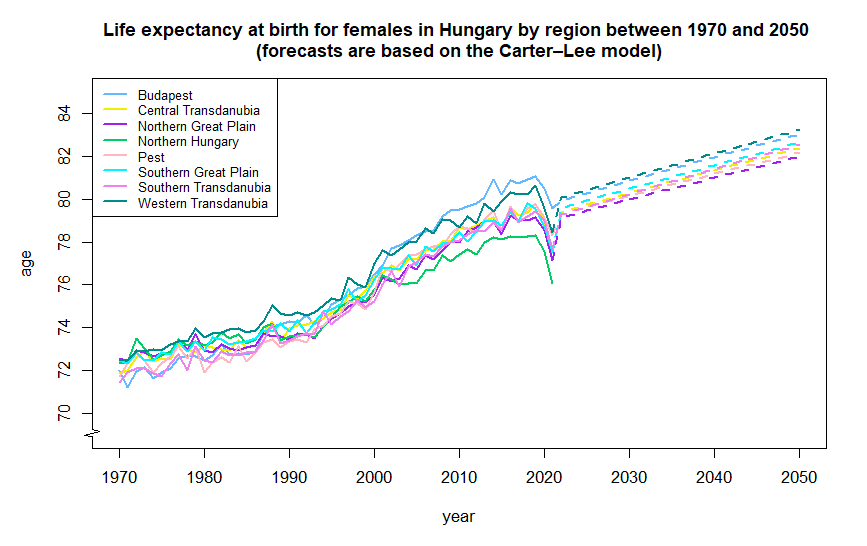 Life expectancy at birth for females in Hungary by region between 1970 and 2050
(forecasts are based on the Carter–Lee model)
Budapest
Central Transdanubia
Northern Great Plain
Northern Hungary
Pest
Southern Great Plain
Southern Transdanubia
Western Transdanubia
age
84
82
80
78
76
74
72
70
1970 1980 1990 2000 2010 2020 2030 2040 2050
year